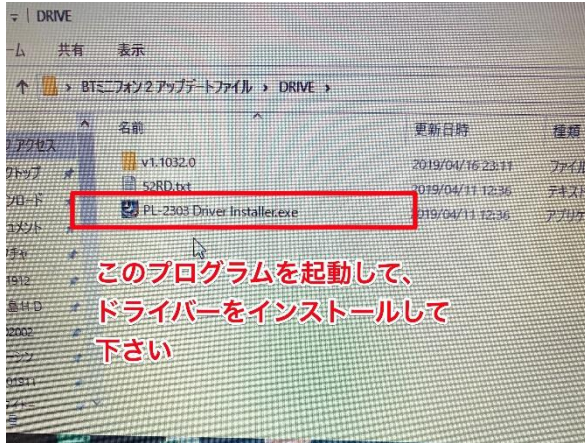 DRIVE
共有 表示
BTミニフォン2アップデートファイル > DRIVE >
名前 更新日時 種類
v1.1032.0 2019/04/16 23:11
52RD.txt 2019/04/11 12:36
PL-2303 Driver Installer.exe 2019/04/11 12:36
このプログラムを起動して、
ドライバーをインストールして
下さい